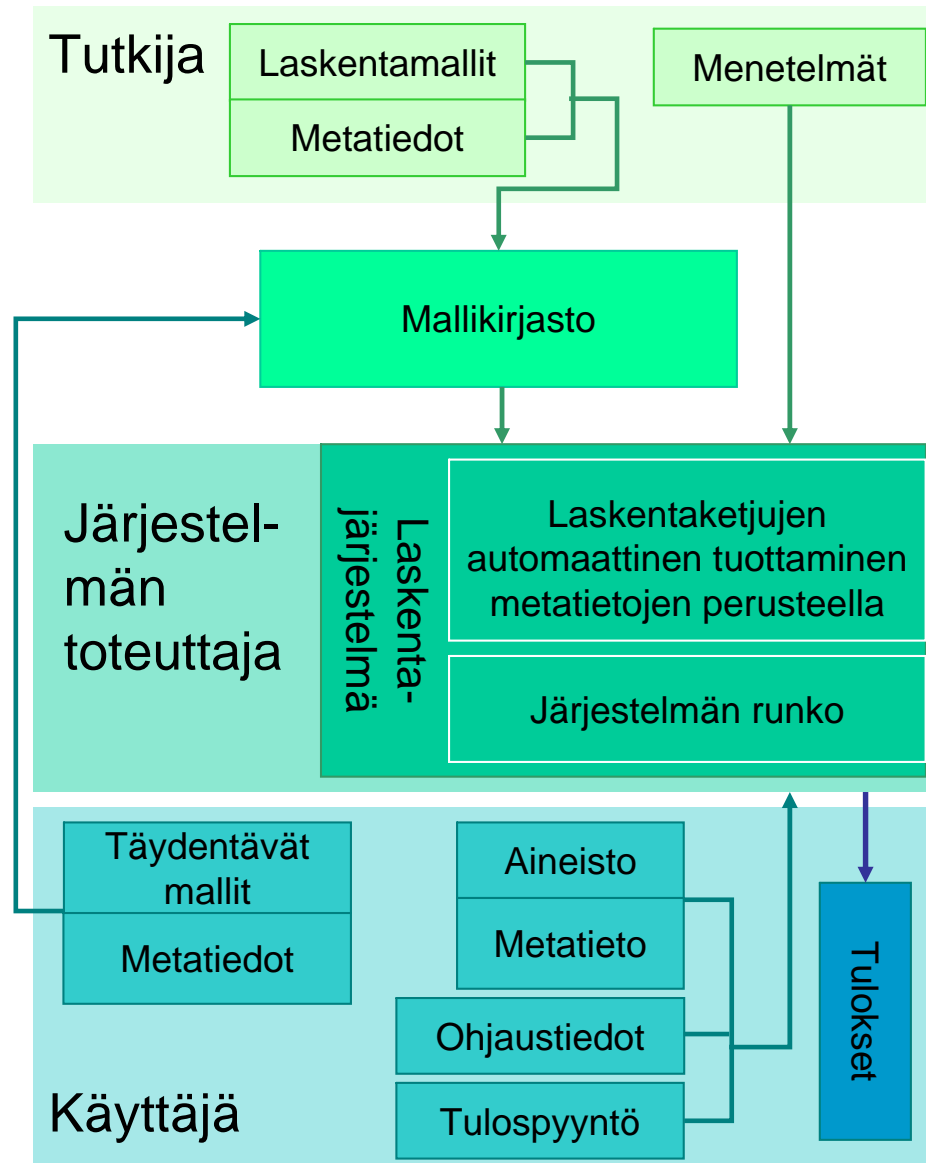 Tutkija
Laskentamallit
Metatiedot
Menetelmät
Mallikirjasto
Järjestel-
män
toteuttaja
Laskenta-
järjestelmä
Laskentaketjujen
automaattinen tuottaminen
metatietojen perusteella
Järjestelmän runko
Täydentävät
mallit
Metatiedot
Aineisto
Metatieto
Ohjaustiedot
Tulospyyntö
Tulokset
Käyttäjä